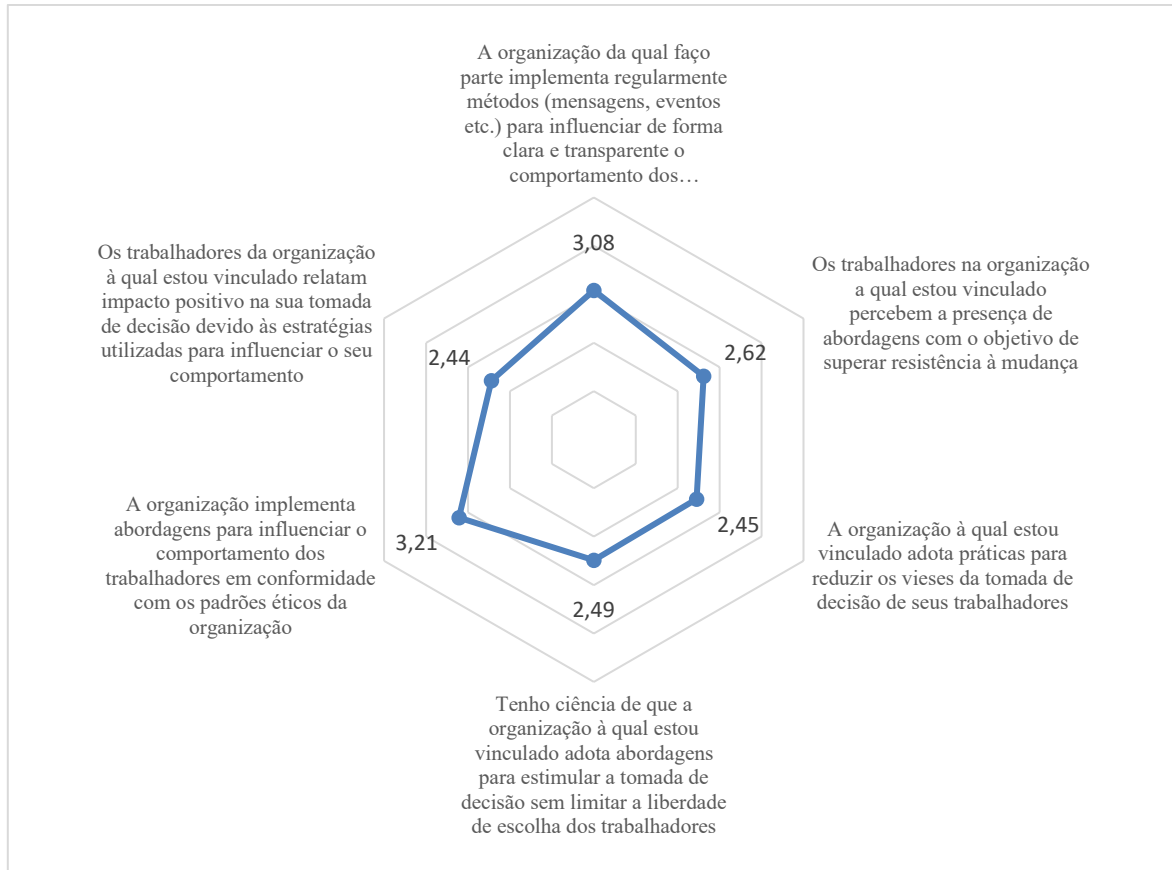 A organização da qual faço
parte implementa regularmente
métodos (mensagens, eventos
etc.) para influenciar de forma
clara e transparente o
comportamento dos…
3,08
Os trabalhadores na organização
a qual estou vinculado
percebem a presença de
abordagens com o objetivo de
superar resistência à mudança
2,62
A organização à qual estou
vinculado adota práticas para
reduzir os vieses da tomada de
decisão de seus trabalhadores
2,45
Tenho ciência de que a
organização à qual estou
vinculado adota abordagens
para estimular a tomada de
decisão sem limitar a liberdade
de escolha dos trabalhadores
2,49
A organização implementa
abordagens para influenciar o
comportamento dos
trabalhadores em conformidade
com os padrões éticos da
organização
3,21
Os trabalhadores da organização
à qual estou vinculado relatam
impacto positivo na sua tomada
de decisão devido às estratégias
utilizadas para influenciar o seu
comportamento
2,44